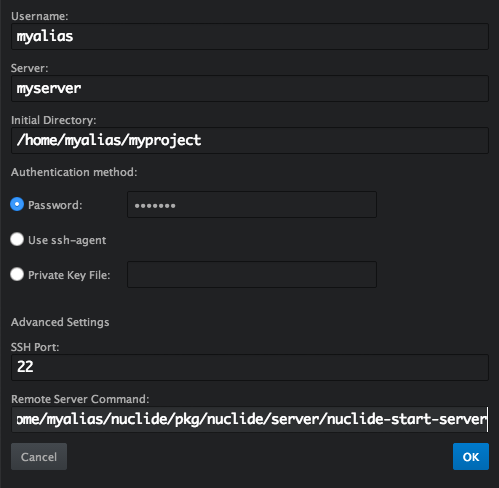 Username:
myalias
Server:
myserver
Initial Directory:
/home/myalias/myproject
Authentication method:
Password: •••••••
Use ssh-agent
Private Key File:
Advanced Settings
SSH Port:
22
Remote Server Command:
ome/myalias/nuclide/pkg/nuclide/server/nuclide-start-server
Cancel OK